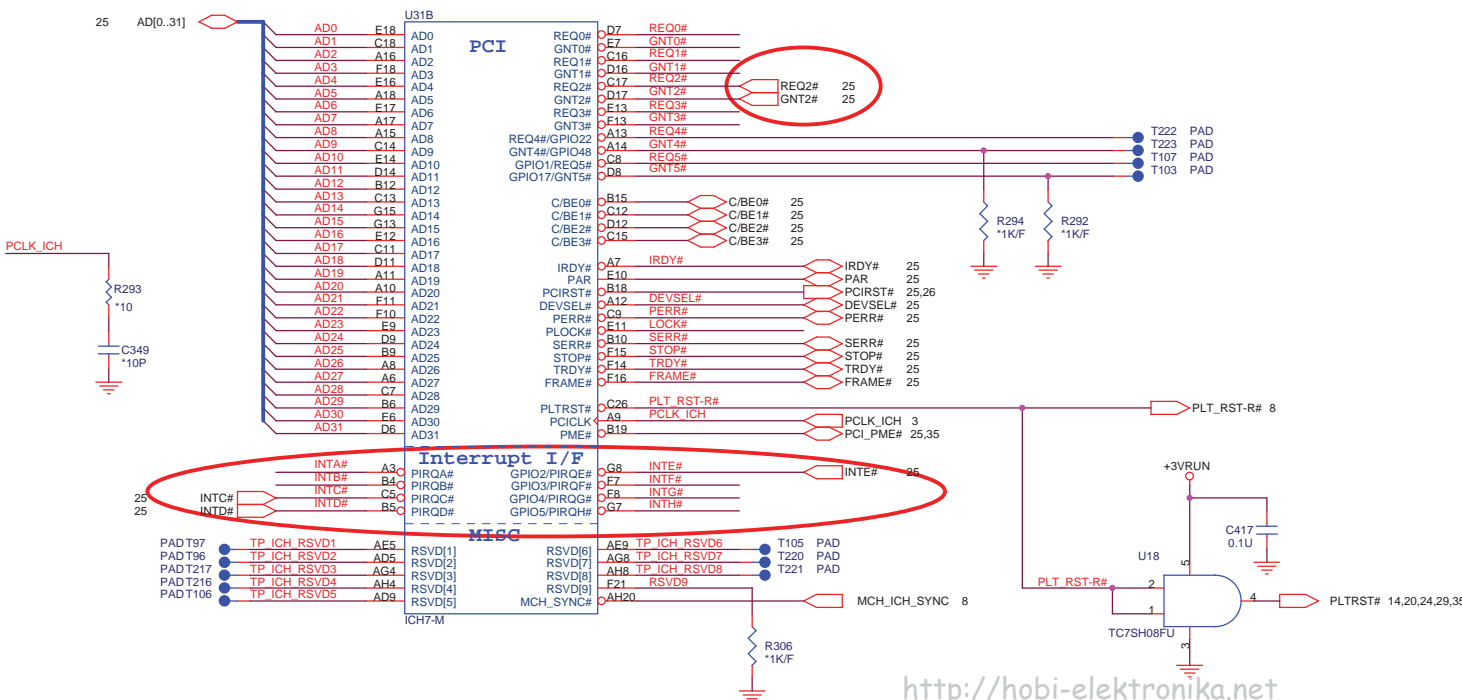 U31B
25 AD[0..31]
PCI
AD0 E18 AD0 REQ0# D7 REQ0#
AD1 C18 AD1 GNT0# E7 GNT0#
AD2 A16 AD2 REQ1# C16 REQ1#
AD3 F18 AD3 GNT1# D16 GNT1#
AD4 E16 AD4 REQ2# C17 REQ2# REQ2# 25
AD5 A18 AD5 GNT2# D17 GNT2# GNT2# 25
AD6 E17 AD6 REQ3# E13 REQ3#
AD7 A17 AD7 GNT3# F13 GNT3#
AD8 A15 AD8 REQ4#/GPIO22 A13 REQ4# T222 PAD
AD9 C14 AD9 GNT4#/GPIO48 A14 GNT4# T223 PAD
AD10 E14 AD10 GPIO1/REQ5# C8 REQ5# T107 PAD
AD11 D14 AD11 GPIO17/GNT5# D8 GNT5# T103 PAD
AD12 B12 AD12
AD13 C13 AD13 C/BE0# B15 C/BE0# 25
AD14 G15 AD14 C/BE1# C12 C/BE1# 25
AD15 G13 AD15 C/BE2# D12 C/BE2# 25
AD16 E12 AD16 C/BE3# C15 C/BE3# 25
R294 *1K/F
R292 *1K/F
PCLK_ICH
AD17 C11 AD17
AD18 D11 AD18 IRDY# A7 IRDY# IRDY# 25
AD19 A11 AD19 PAR E10 PAR 25
AD20 A10 AD20 PCIRST# B18 PCIRST# 25,26
AD21 F11 AD21 DEVSEL# A12 DEVSEL# DEVSEL# 25
AD22 F10 AD22 PERR# C9 PERR# PERR# 25
AD23 E9 AD23 PLOCK# E11 LOCK#
AD24 D9 AD24 SERR# B10 SERR# SERR# 25
AD25 B9 AD25 STOP# F15 STOP# STOP# 25
AD26 A8 AD26 TRDY# F14 TRDY# TRDY# 25
AD27 A6 AD27 FRAME# F16 FRAME# FRAME# 25
AD28 C7 AD28
AD29 B6 AD29 PLTRST# C26 PLT_RST-R# PLT_RST-R# 8
AD30 E6 AD30 PCICLK A9 PCLK_ICH PCLK_ICH 3
AD31 D6 AD31 PME# B19 PCI_PME# 25,35
R293
*10
C349
*10P
Interrupt I/F
INTA# A3 PIRQA# GPIO2/PIRQE# G8 INTE# INTE# 25
INTB# B4 PIRQB# GPIO3/PIRQF# F7 INTF#
25 INTC# INTC# C5 PIRQC# GPIO4/PIRQG# F8 INTG#
25 INTD# INTD# B5 PIRQD# GPIO5/PIRQH# G7 INTH#
MISC
PAD T97 TP_ICH_RSVD1 AE5 RSVD[1] RSVD[6] AE9 TP_ICH_RSVD6 T105 PAD
PAD T96 TP_ICH_RSVD2 AD5 RSVD[2] RSVD[7] AG8 TP_ICH_RSVD7 T220 PAD
PAD T217 TP_ICH_RSVD3 AG4 RSVD[3] RSVD[8] AH8 TP_ICH_RSVD8 T221 PAD
PAD T216 TP_ICH_RSVD4 AH4 RSVD[4] RSVD[9] F21 RSVD9
PAD T106 TP_ICH_RSVD5 AD9 RSVD[5] MCH_SYNC# AH20 MCH_ICH_SYNC 8
ICH7-M
R306
*1K/F
+3VRUN
C417
0.1U
U18
5
PLT_RST-R# 2
1
4 PLTRST# 14,20,24,29,35
TC7SH08FU
3
http://hobi-elektronika.net